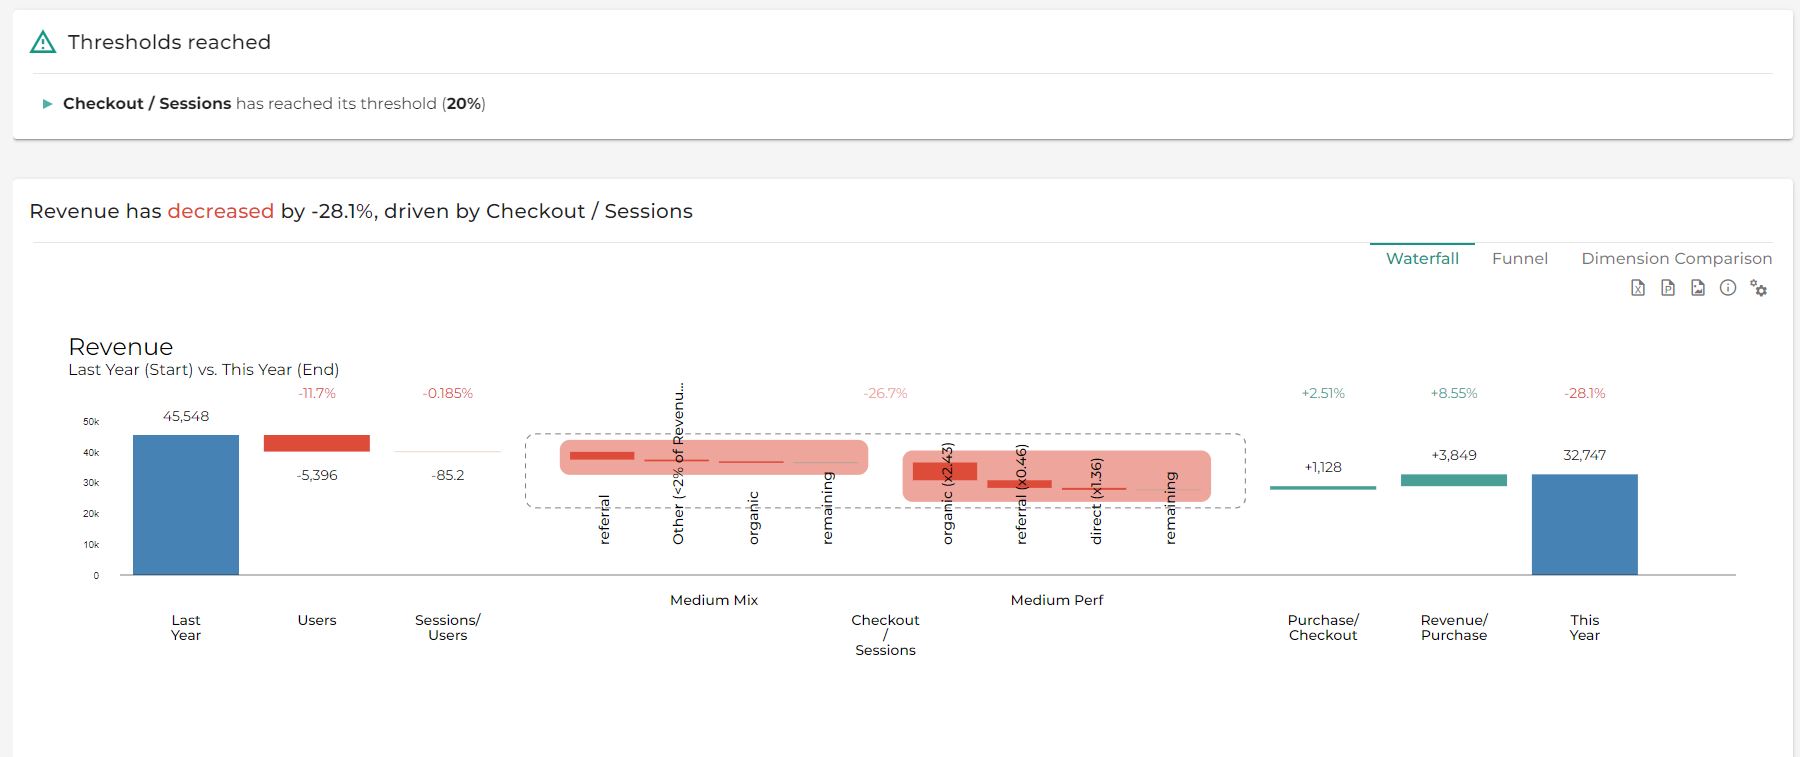 Thresholds reached
Checkout / Sessions has reached its threshold (20%)
Revenue has decreased by -28.1%, driven by Checkout / Sessions
Waterfall Funnel Dimension Comparison
Revenue
Last Year (Start) vs. This Year (End)
-11.7% -0.185% -26.7% +2.51% +8.55% -28.1%
50k
40k
30k
20k
10k
0
45,548
-5,396
-85.2
referral
Other (<2% of Revenu...
organic
remaining
organic (x2.43)
referral (x0.46)
direct (x1.36)
remaining
+1,128
+3,849
32,747
Medium Mix
Medium Perf
Last
Year
Users
Sessions/
Users
Checkout
/
Sessions
Purchase/
Checkout
Revenue/
Purchase
This
Year